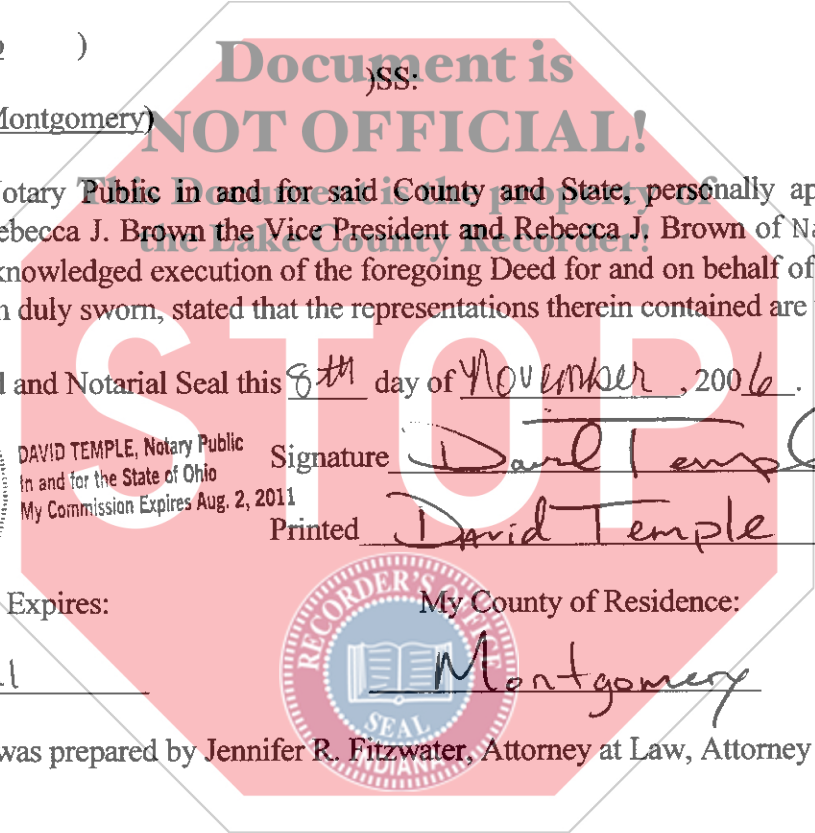 )
Document is
)SS:
Montgomery)
NOT OFFICIAL!
Notary Public in and for said County and State, personally ap
This Document is the property of
Rebecca J. Brown the Vice President and Rebecca J. Brown of Na
the Lake County Recorder!
knowledged execution of the foregoing Deed for and on behalf of
n duly sworn, stated that the representations therein contained are
STOP
l and Notarial Seal this 8th day of November, 2006.
DAVID TEMPLE, Notary Public
In and for the State of Ohio
My Commission Expires Aug. 2, 2011
Signature David Temple
Printed David Temple
Expires:
My County of Residence:
Montgomery
RECORDER'S OFFICE
SEAL
INDIANA
was prepared by Jennifer R. Fitzwater, Attorney at Law, Attorney